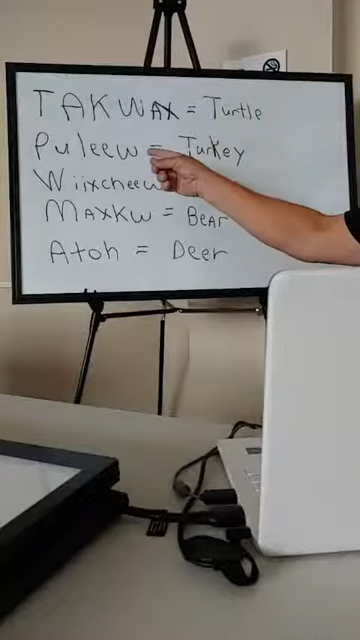 TAKWAX = Turtle
Puleew = Turkey
Wiixcheew
MAXKW = BEAR
Atoh = Deer